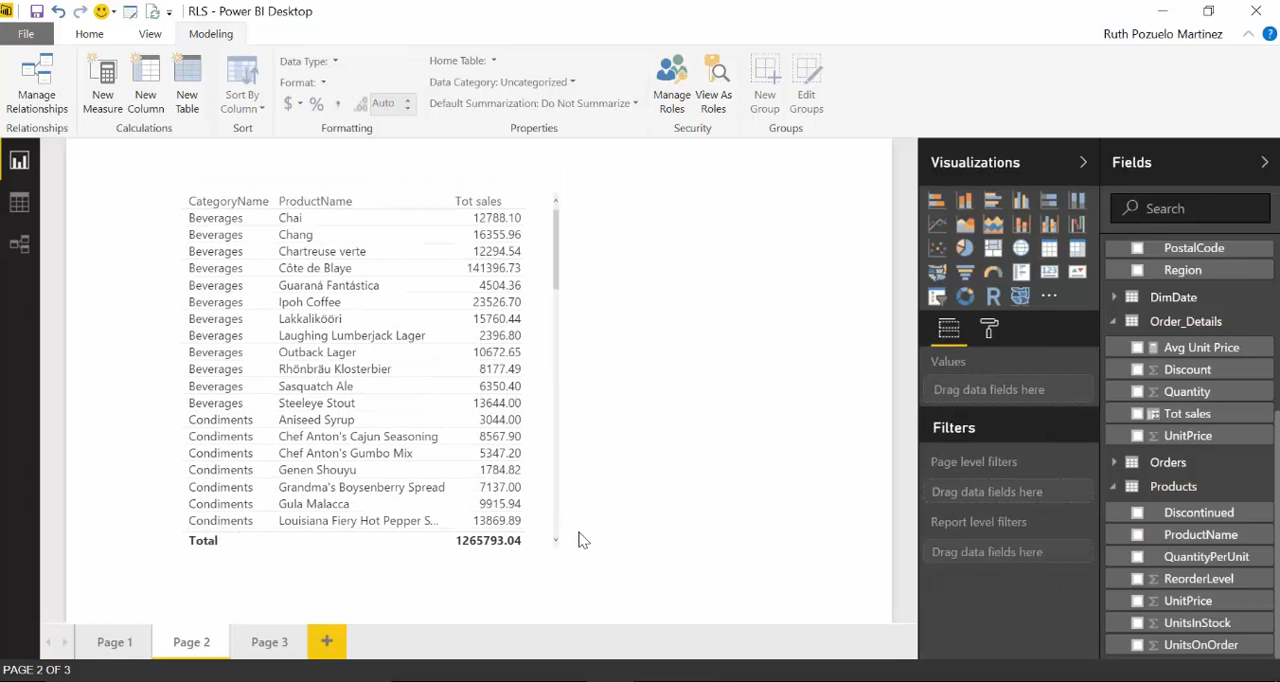 RLS - Power BI Desktop
File Home View Modeling Ruth Pozuelo Martinez ?
Manage Relationships
Relationships
New Measure
New Column
New Table
Calculations
Sort By Column
Sort
Data Type:
Format:
$ % , Auto
Formatting
Home Table:
Data Category: Uncategorized
Default Summarization: Do Not Summarize
Properties
Manage Roles
View As Roles
Security
New Group
Edit Groups
Groups
CategoryName ProductName Tot sales
Beverages Chai 12788.10
Beverages Chang 16355.96
Beverages Chartreuse verte 12294.54
Beverages Côte de Blaye 141396.73
Beverages Guaraná Fantástica 4504.36
Beverages Ipoh Coffee 23526.70
Beverages Lakkalikööri 15760.44
Beverages Laughing Lumberjack Lager 2396.80
Beverages Outback Lager 10672.65
Beverages Rhönbräu Klosterbier 8177.49
Beverages Sasquatch Ale 6350.40
Beverages Steeleye Stout 13644.00
Condiments Aniseed Syrup 3044.00
Condiments Chef Anton's Cajun Seasoning 8567.90
Condiments Chef Anton's Gumbo Mix 5347.20
Condiments Genen Shouyu 1784.82
Condiments Grandma's Boysenberry Spread 7137.00
Condiments Gula Malacca 9915.94
Condiments Louisiana Fiery Hot Pepper S... 13869.89
Total 1265793.04
Page 1 Page 2 Page 3 +
PAGE 2 OF 3
Visualizations
R
Values
Drag data fields here
Filters
Page level filters
Drag data fields here
Report level filters
Drag data fields here
Fields
Search
PostalCode
Region
DimDate
Order_Details
Avg Unit Price
Discount
Quantity
Tot sales
UnitPrice
Orders
Products
Discontinued
ProductName
QuantityPerUnit
ReorderLevel
UnitPrice
UnitsInStock
UnitsOnOrder